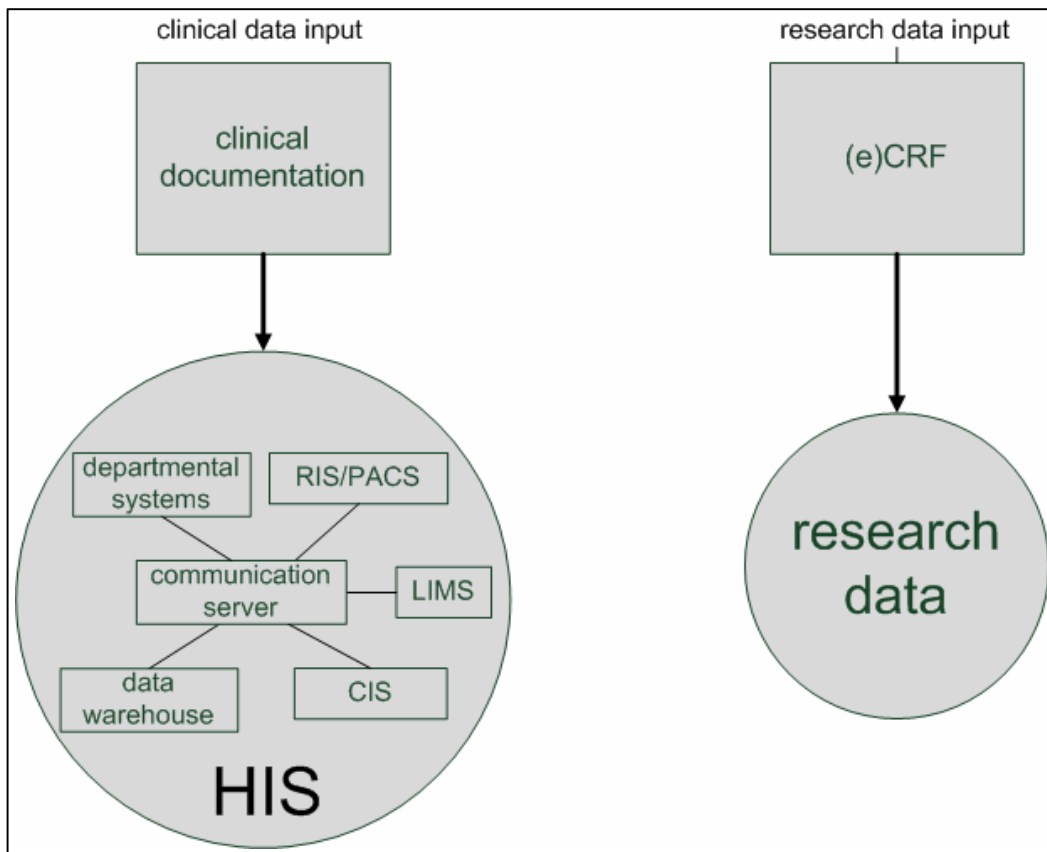 clinical data input
clinical
documentation
departmental
systems
RIS/PACS
communication
server
LIMS
data
warehouse
CIS
HIS
research data input
(e)CRF
research
data